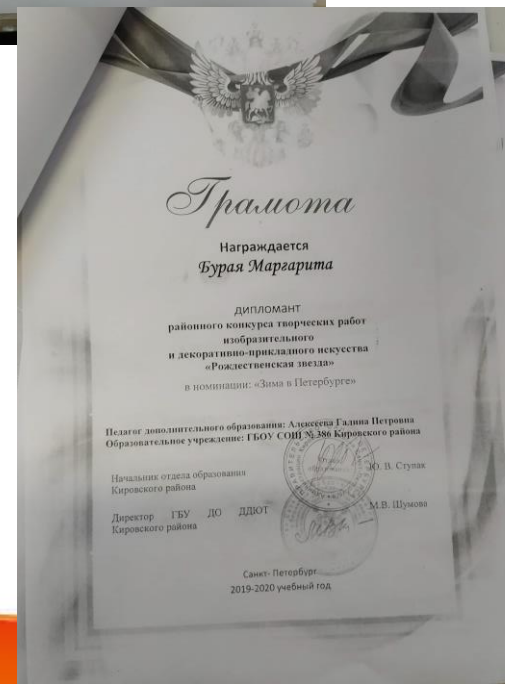 Грамота
Награждается
Бурая Маргарита
дипломант
районного конкурса творческих работ
изобразительного
и декоративно-прикладного искусства
«Рождественская звезда»
в номинации: «Зима в Петербурге»
Педагог дополнительного образования: Алексеева Галина Петровна
Образовательное учреждение: ГБОУ СОШ № 386 Кировского района
Начальник отдела образования
Кировского района
Ю. В. Ступак
Директор ГБУ ДО ДДЮТ
Кировского района
М.В. Шумова
Санкт- Петербург
2019-2020 учебный год